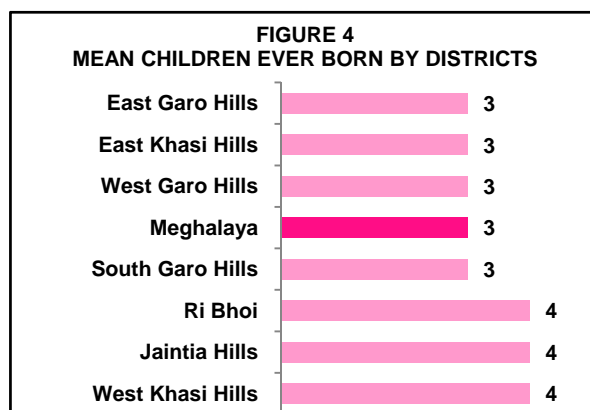 FIGURE 4
MEAN CHILDREN EVER BORN BY DISTRICTS
East Garo Hills 3
East Khasi Hills 3
West Garo Hills 3
Meghalaya 3
South Garo Hills 3
Ri Bhoi 4
Jaintia Hills 4
West Khasi Hills 4